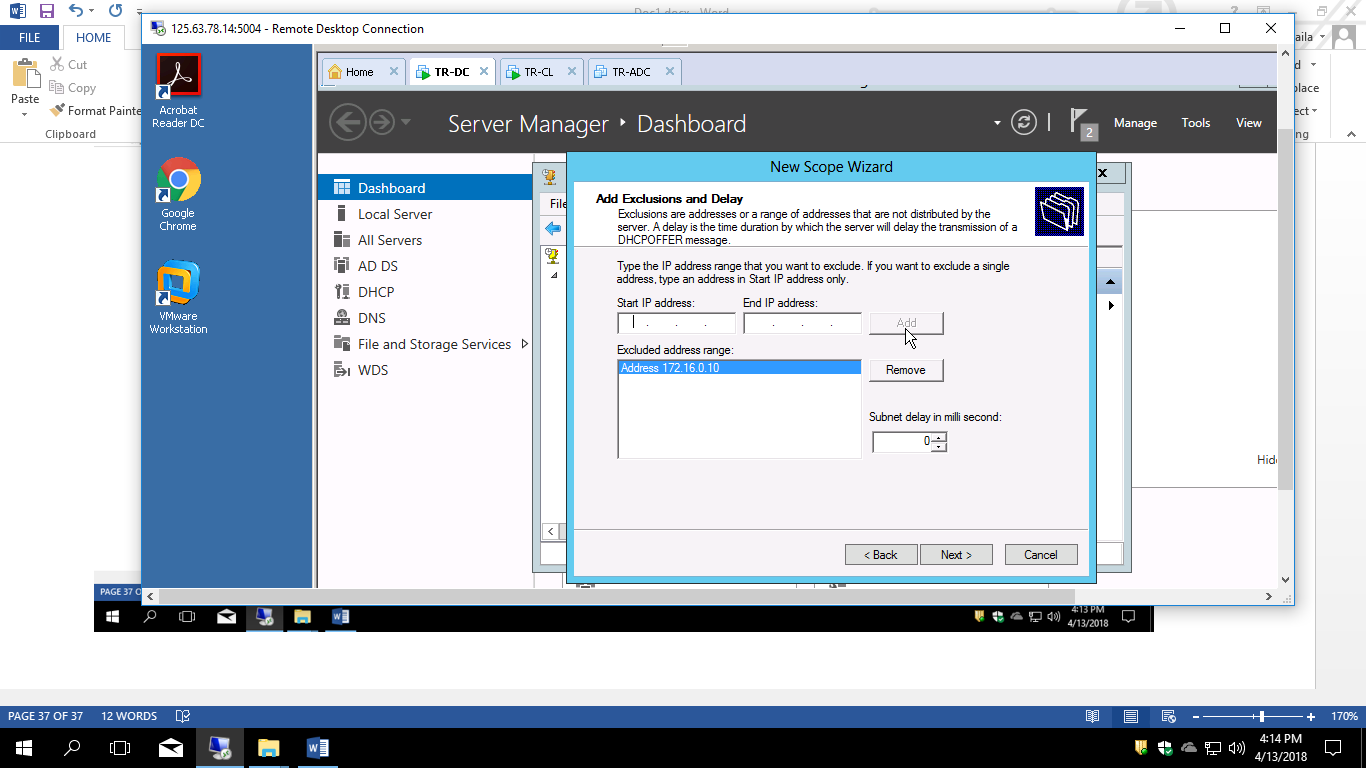 Doc1.docx - Word
FILE
HOME
Cut
Copy
Format Painte
Paste
Clipboard
125.63.78.14:5004 - Remote Desktop Connection
aila
place
ect
ng
Acrobat
Reader DC
Google
Chrome
VMware
Workstation
Home
TR-DC
TR-CL
TR-ADC
Server Manager
Dashboard
2
Manage
Tools
View
Dashboard
Local Server
All Servers
AD DS
DHCP
DNS
File and Storage Services
WDS
File
New Scope Wizard
Add Exclusions and Delay
Exclusions are addresses or a range of addresses that are not distributed by the
server. A delay is the time duration by which the server will delay the transmission of a
DHCPOFFER message.
Type the IP address range that you want to exclude. If you want to exclude a single
address, type an address in Start IP address only.
Start IP address:
End IP address:
Add
Excluded address range:
Address 172.16.0.10
Remove
Subnet delay in milli second:
0
< Back
Next >
Cancel
Hide
PAGE 37 O
4:13 PM
4/13/2018
PAGE 37 OF 37
12 WORDS
170%
4:14 PM
4/13/2018